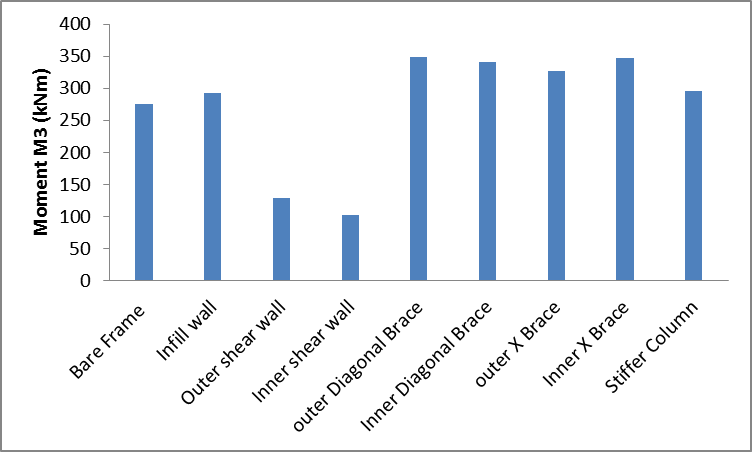 400
350
300
250
200
150
100
50
0
Moment M3 (kNm)
Bare Frame
Infill wall
Outer shear wall
Inner shear wall
outer Diagonal Brace
Inner Diagonal Brace
outer X Brace
Inner X Brace
Stiffer Column